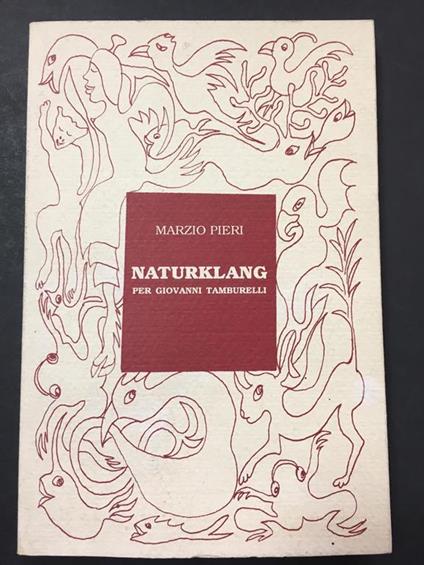 MARZIO PIERI
NATURKLANG
PER GIOVANNI TAMBURELLI